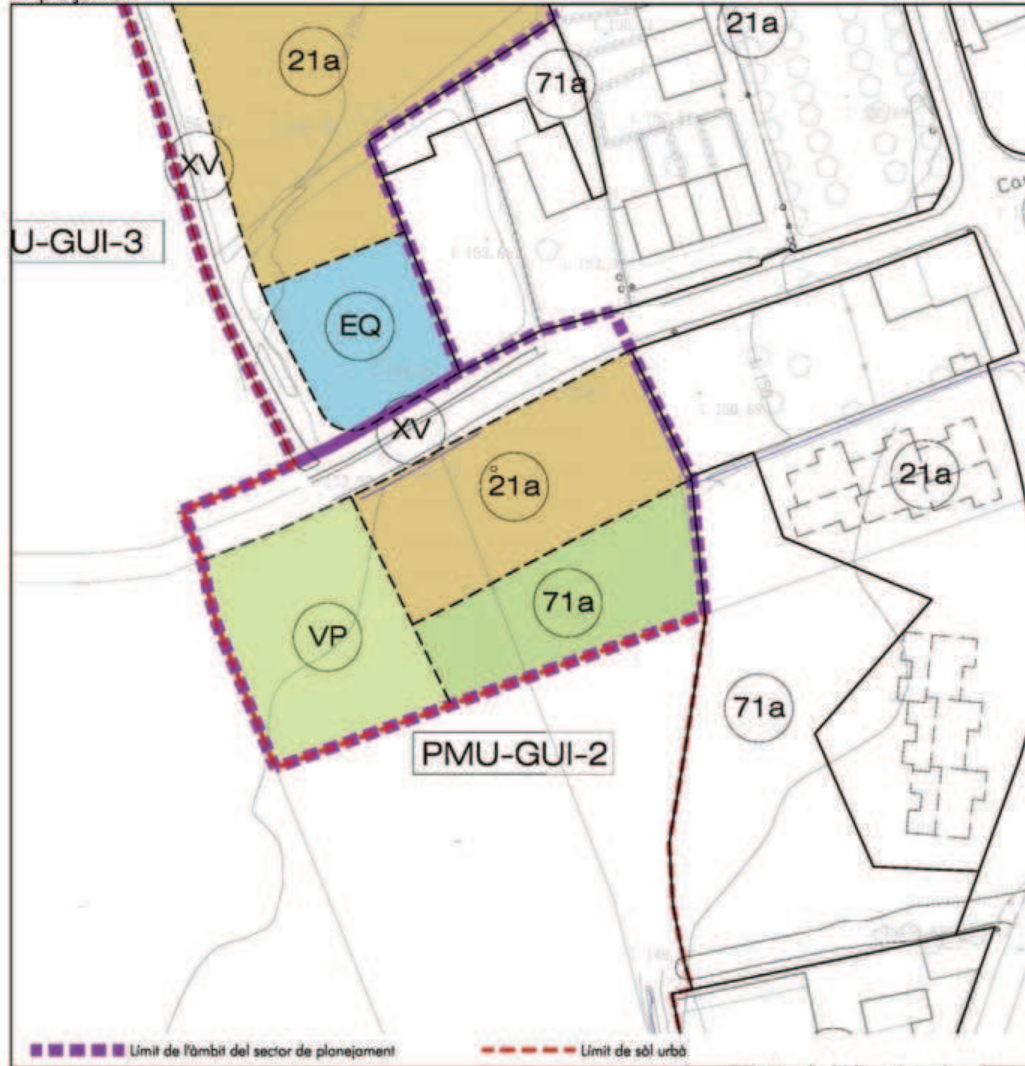 21a
21a
71a
XV
U-GUI-3
EQ
XV
21a
21a
71a
VP
71a
PMU-GUI-2
Límit de l'àmbit del sector de planejament
Límit de sòl urbà